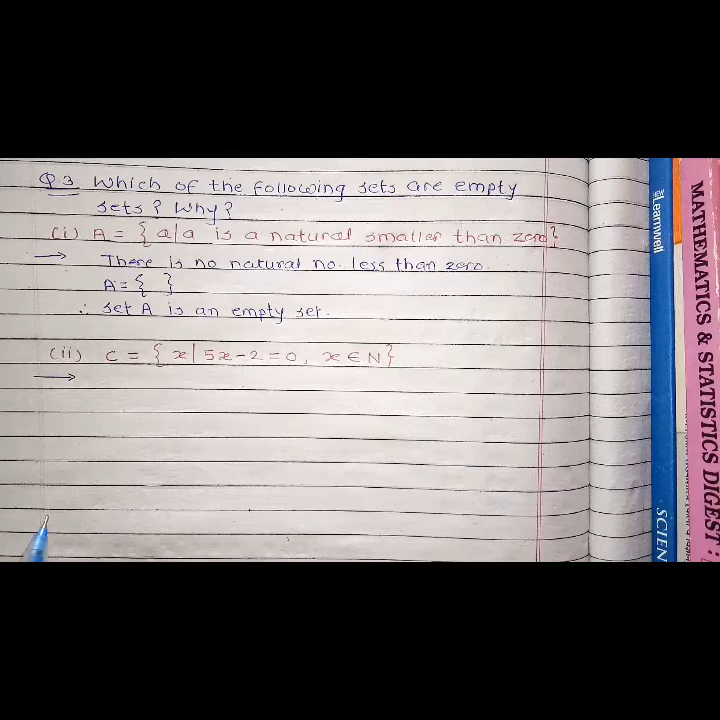 Q 3 Which of the following sets are empty
sets? Why?
(i) A = { a/a is a natural smaller than zero}
→ There is no natural no. less than zero.
A = { }
∴ set A is an empty set.
(ii) C = { x | 5x - 2 = 0, x ∈ N}
→
Learnwell
SCIEN
MATHEMATICS & STATISTICS DIGEST :